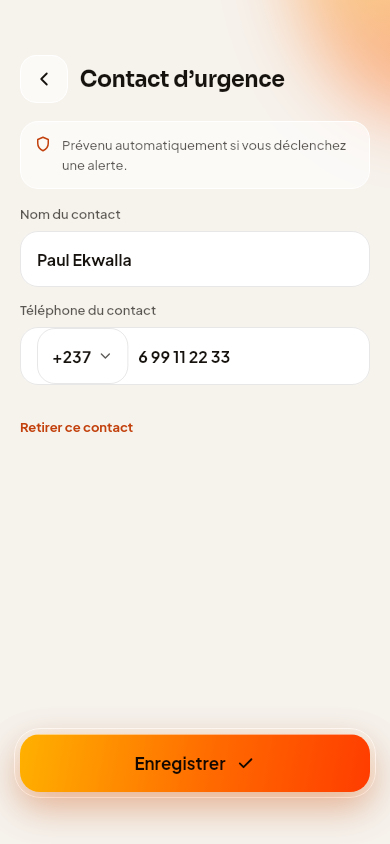 Contact d’urgence
Prévenu automatiquement si vous déclenchez
une alerte.
Nom du contact
Paul Ekwalla
Téléphone du contact
+237 6 99 11 22 33
Retirer ce contact
Enregistrer